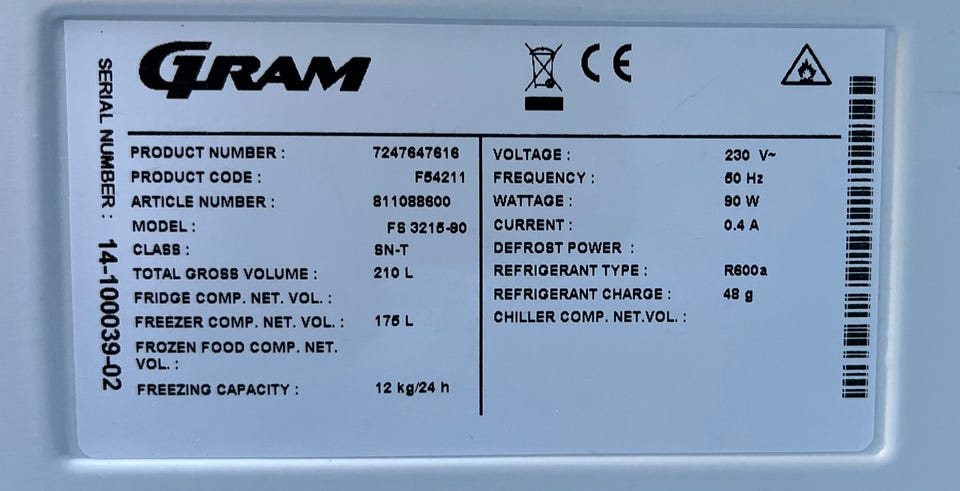 GRAM
CE
SERIAL NUMBER : 14-100039-02
PRODUCT NUMBER : 7247647616
PRODUCT CODE : F54211
ARTICLE NUMBER : 811088600
MODEL : FS 3215-90
CLASS : SN-T
TOTAL GROSS VOLUME : 210 L
FRIDGE COMP. NET. VOL. :
FREEZER COMP. NET. VOL. : 175 L
FROZEN FOOD COMP. NET.
VOL. :
FREEZING CAPACITY : 12 kg/24 h
VOLTAGE : 230 V~
FREQUENCY : 50 Hz
WATTAGE : 90 W
CURRENT : 0.4 A
DEFROST POWER :
REFRIGERANT TYPE : R600a
REFRIGERANT CHARGE : 48 g
CHILLER COMP. NET.VOL. :